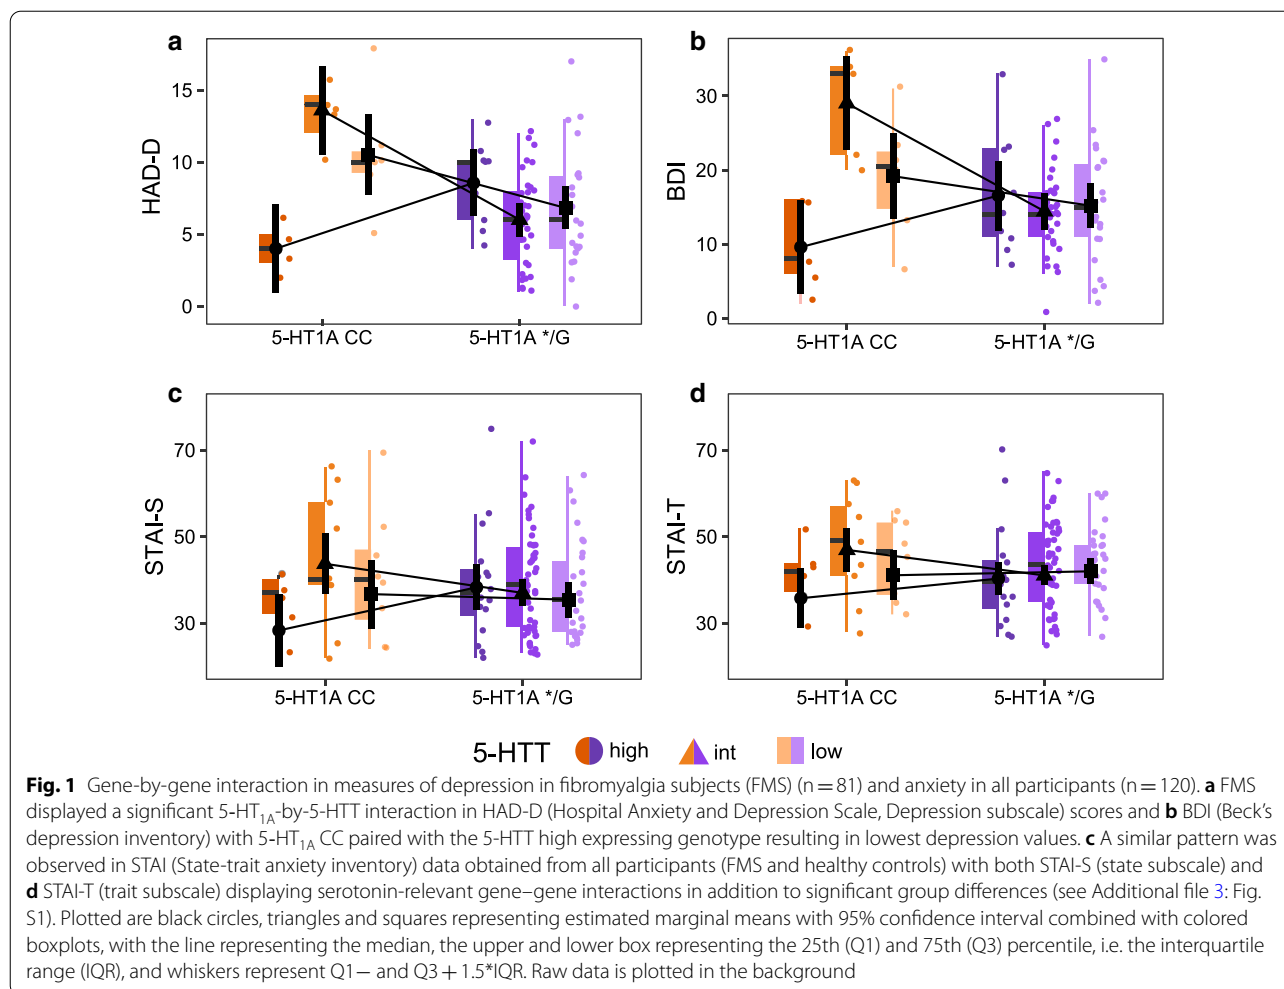 a
b
HAD-D
15
10
5
0
5-HT1A CC
5-HT1A */G
BDI
30
20
10
0
5-HT1A CC
5-HT1A */G
c
d
STAI-S
70
50
30
5-HT1A CC
5-HT1A */G
STAI-T
70
50
30
5-HT1A CC
5-HT1A */G
5-HTT high int low
Fig. 1 Gene-by-gene interaction in measures of depression in fibromyalgia subjects (FMS) (n = 81) and anxiety in all participants (n = 120). a FMS
displayed a significant 5-HT1A-by-5-HTT interaction in HAD-D (Hospital Anxiety and Depression Scale, Depression subscale) scores and b BDI (Beck's
depression inventory) with 5-HT1A CC paired with the 5-HTT high expressing genotype resulting in lowest depression values. c A similar pattern was
observed in STAI (State-trait anxiety inventory) data obtained from all participants (FMS and healthy controls) with both STAI-S (state subscale) and
d STAI-T (trait subscale) displaying serotonin-relevant gene–gene interactions in addition to significant group differences (see Additional file 3: Fig.
S1). Plotted are black circles, triangles and squares representing estimated marginal means with 95% confidence interval combined with colored
boxplots, with the line representing the median, the upper and lower box representing the 25th (Q1) and 75th (Q3) percentile, i.e. the interquartile
range (IQR), and whiskers represent Q1− and Q3 + 1.5*IQR. Raw data is plotted in the background